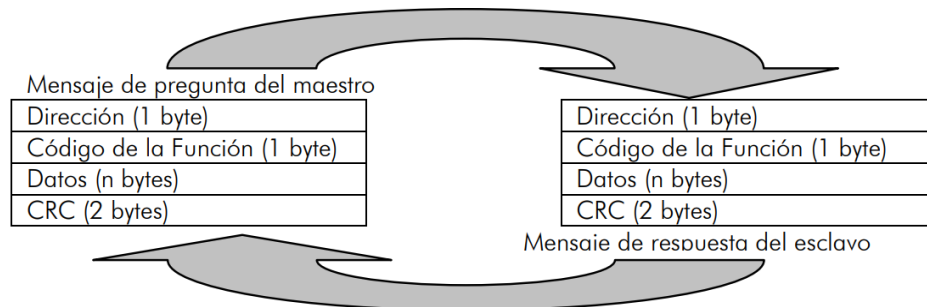 Mensaje de pregunta del maestro
Dirección (1 byte)
Código de la Función (1 byte)
Datos (n bytes)
CRC (2 bytes)
Dirección (1 byte)
Código de la Función (1 byte)
Datos (n bytes)
CRC (2 bytes)
Mensaje de respuesta del esclavo